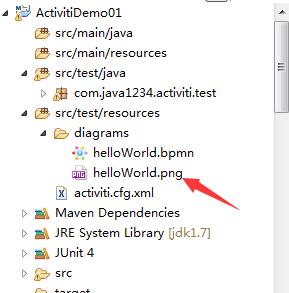 ActivitiDemo01
src/main/java
src/main/resources
src/test/java
com.java1234.activiti.test
src/test/resources
diagrams
helloWorld.bpmn
helloWorld.png
activiti.cfg.xml
Maven Dependencies
JRE System Library [jdk1.7]
JUnit 4
src
target